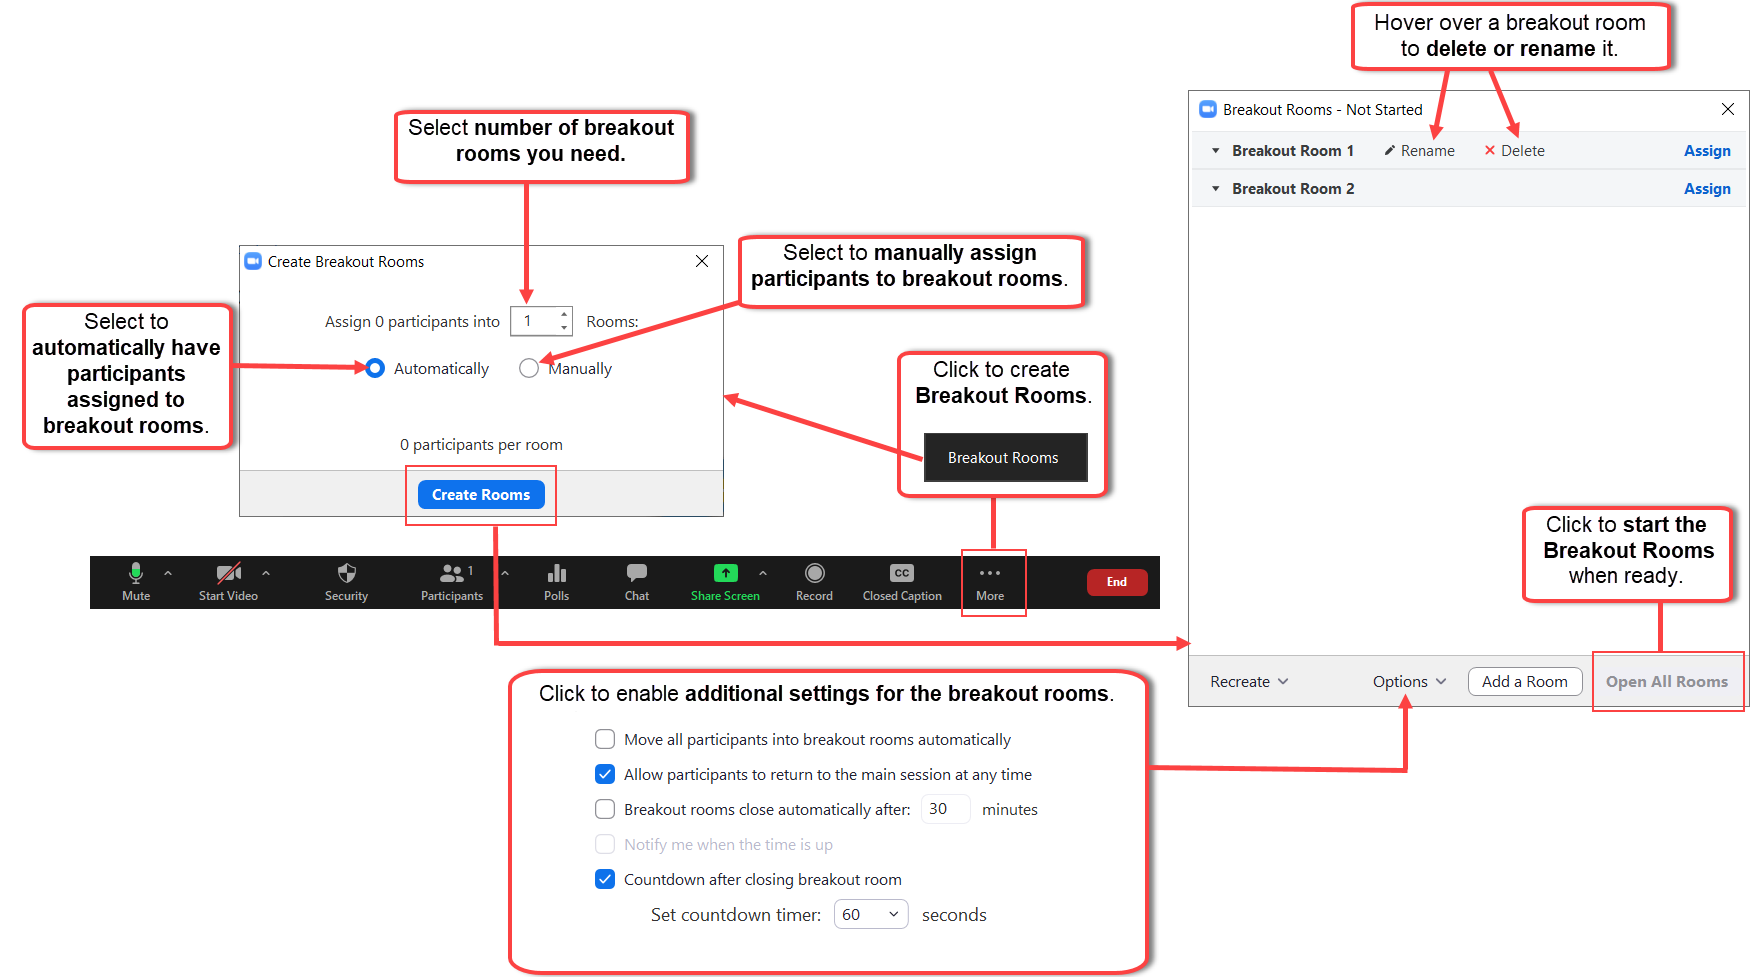 Hover over a breakout room
to delete or rename it.
Select number of breakout
rooms you need.
Breakout Rooms - Not Started
Breakout Room 1 Rename Delete Assign
Breakout Room 2 Assign
Select to manually assign
participants to breakout rooms.
Create Breakout Rooms
Assign 0 participants into 1 Rooms:
Automatically Manually
0 participants per room
Create Rooms
Select to
automatically have
participants
assigned to
breakout rooms.
Click to create
Breakout Rooms.
Breakout Rooms
Click to start the
Breakout Rooms
when ready.
1
CC
Mute Start Video Security Participants Polls Chat Share Screen Record Closed Caption More End
Recreate Options Add a Room Open All Rooms
Click to enable additional settings for the breakout rooms.
Move all participants into breakout rooms automatically
Allow participants to return to the main session at any time
Breakout rooms close automatically after: 30 minutes
Notify me when the time is up
Countdown after closing breakout room
Set countdown timer: 60 seconds